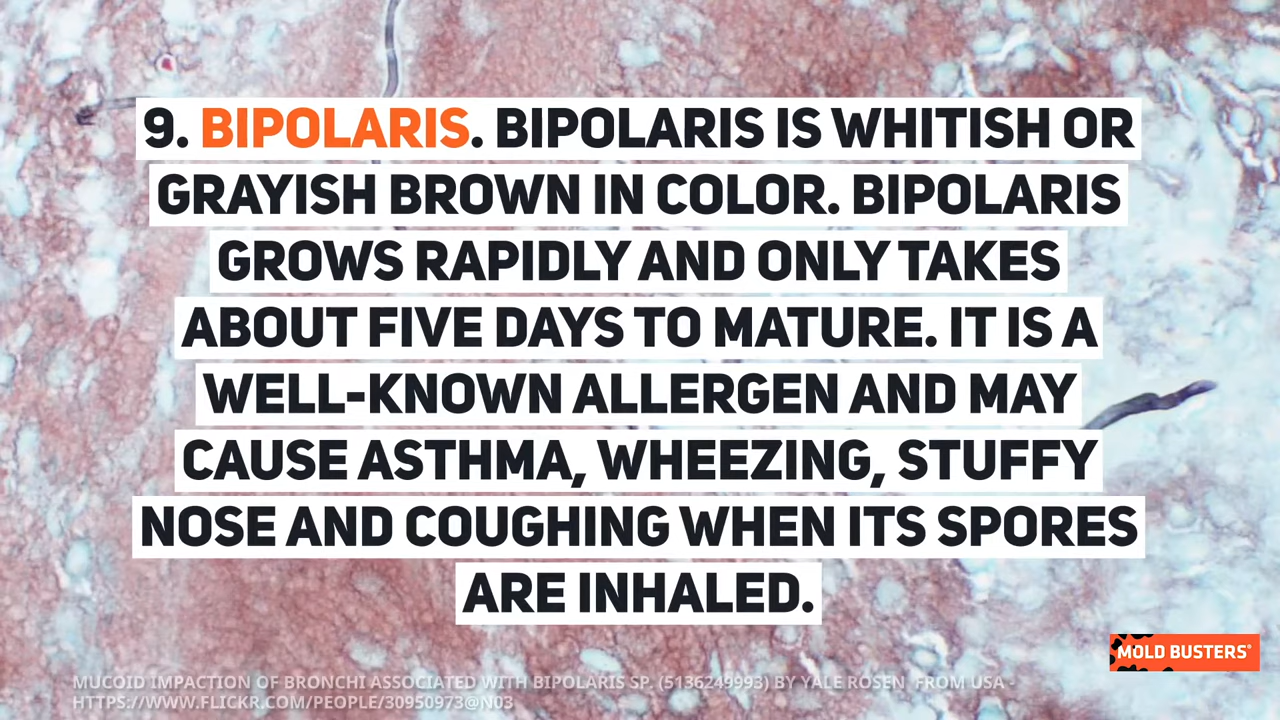 9. BIPOLARIS. BIPOLARIS IS WHITISH OR
GRAYISH BROWN IN COLOR. BIPOLARIS
GROWS RAPIDLY AND ONLY TAKES
ABOUT FIVE DAYS TO MATURE. IT IS A
WELL-KNOWN ALLERGEN AND MAY
CAUSE ASTHMA, WHEEZING, STUFFY
NOSE AND COUGHING WHEN ITS SPORES
ARE INHALED.
MOLD BUSTERS®
MUCOID IMPACTION OF BRONCHI ASSOCIATED WITH BIPOLARIS SP. (5136249993) BY YALE ROSEN FROM USA -
HTTPS://WWW.FLICKR.COM/PEOPLE/30950973@N03